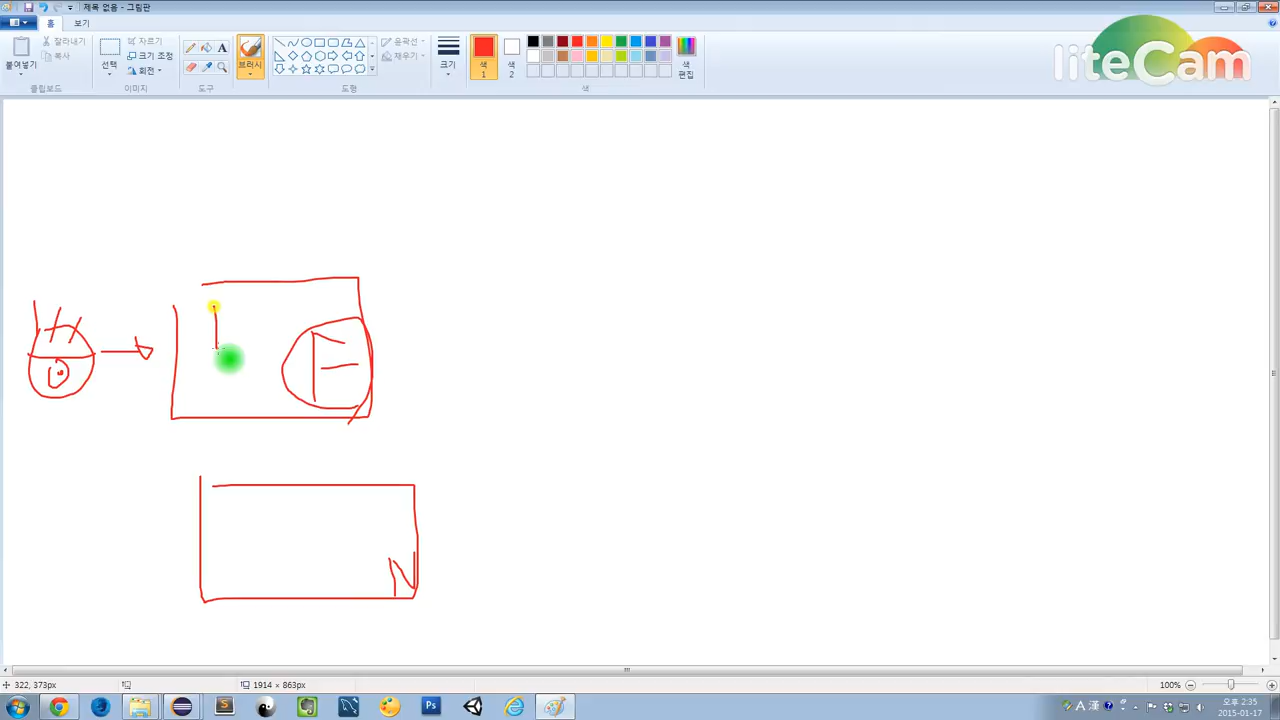 제목 없음 - 그림판
홈 보기
붙여넣기
잘라내기
복사
클립보드
선택
자르기
크기 조정
회전
이미지
A
도구
브러시
윤곽선
채우기
도형
크기
색 1
색 2
색 편집
색
liteCam
H
D
E
N
322, 373px
1914 × 863px
100%
A 漢
오후 2:35
2015-01-17